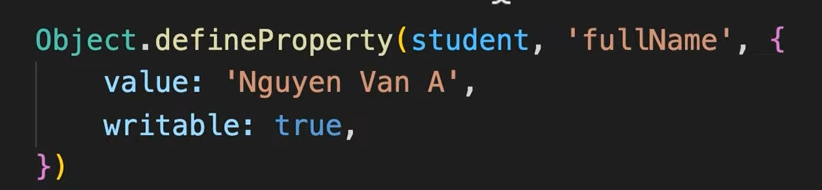 Object.defineProperty(student, 'fullName', {
    value: 'Nguyen Van A',
    writable: true,
})